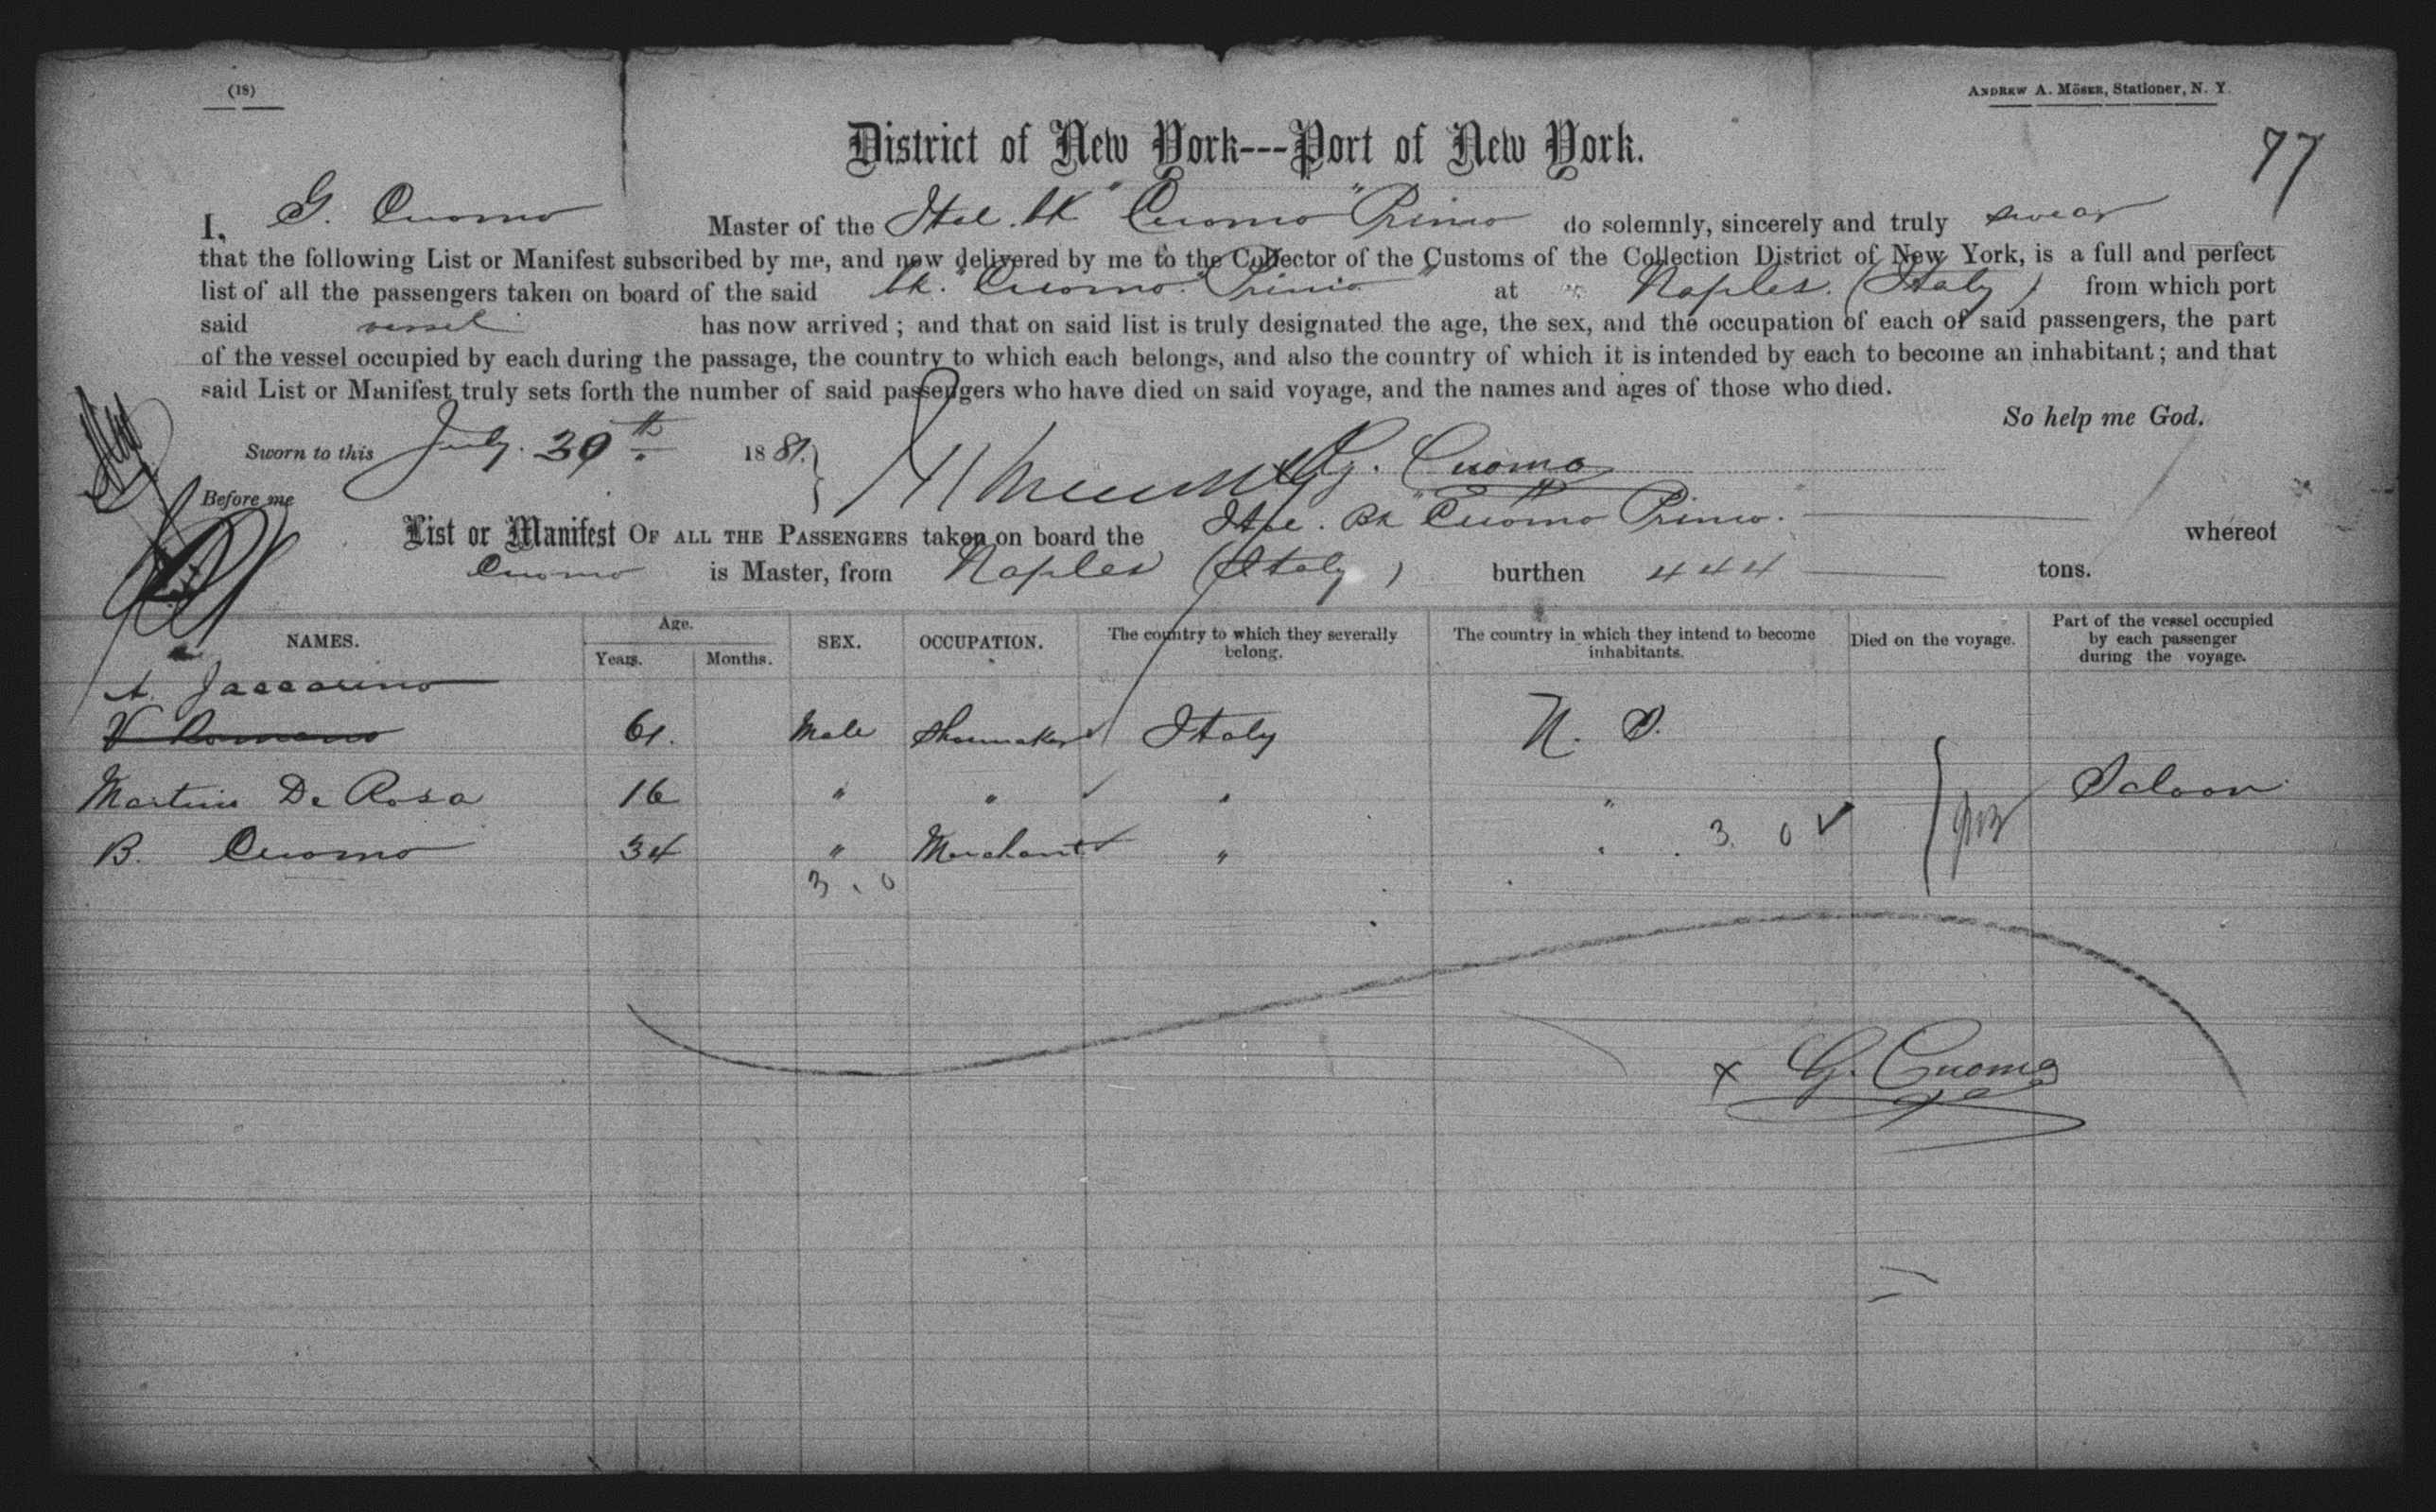 (18)
ANDREW A. MÖSER, Stationer, N. Y.
77
District of New York---Port of New York.
I, G. Cuomo Master of the Ital. bk "Cuomo" Primo do solemnly, sincerely and truly swear
that the following List or Manifest subscribed by me, and now delivered by me to the Collector of the Customs of the Collection District of New York, is a full and perfect
list of all the passengers taken on board of the said bk. "Cuomo Primo" at Naples. (Italy) from which port
said vessel has now arrived; and that on said list is truly designated the age, the sex, and the occupation of each of said passengers, the part
of the vessel occupied by each during the passage, the country to which each belongs, and also the country of which it is intended by each to become an inhabitant; and that
said List or Manifest truly sets forth the number of said passengers who have died on said voyage, and the names and ages of those who died.
So help me God.
Sworn to this July. 30th 1881.
G. Cuomo
Before me
List or Manifest OF ALL THE PASSENGERS taken on board the Ital. Bk "Cuomo Primo. whereof
Cuomo is Master, from Naples (Italy) burthen 444 tons.
NAMES. Age. Years. Months. SEX. OCCUPATION. The country to which they severally belong. The country in which they intend to become inhabitants. Died on the voyage. Part of the vessel occupied by each passenger during the voyage.
A. Jaccarino
V Romano 61. Male Shoemaker Italy U. S.
Martino De Rosa 16 " " " " Saloon
B. Cuomo 34 " Merchant " " 3. 0 ✓
3. 0
x G. Cuomo